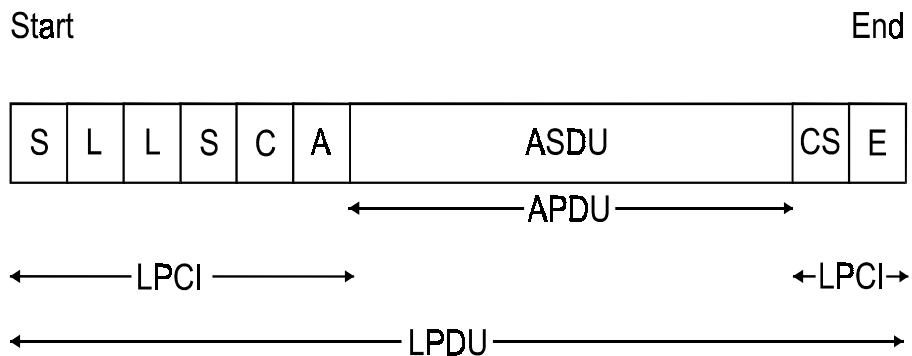 Start End
S L L S C A ASDU CS E
APDU
LPCI LPCI
LPDU